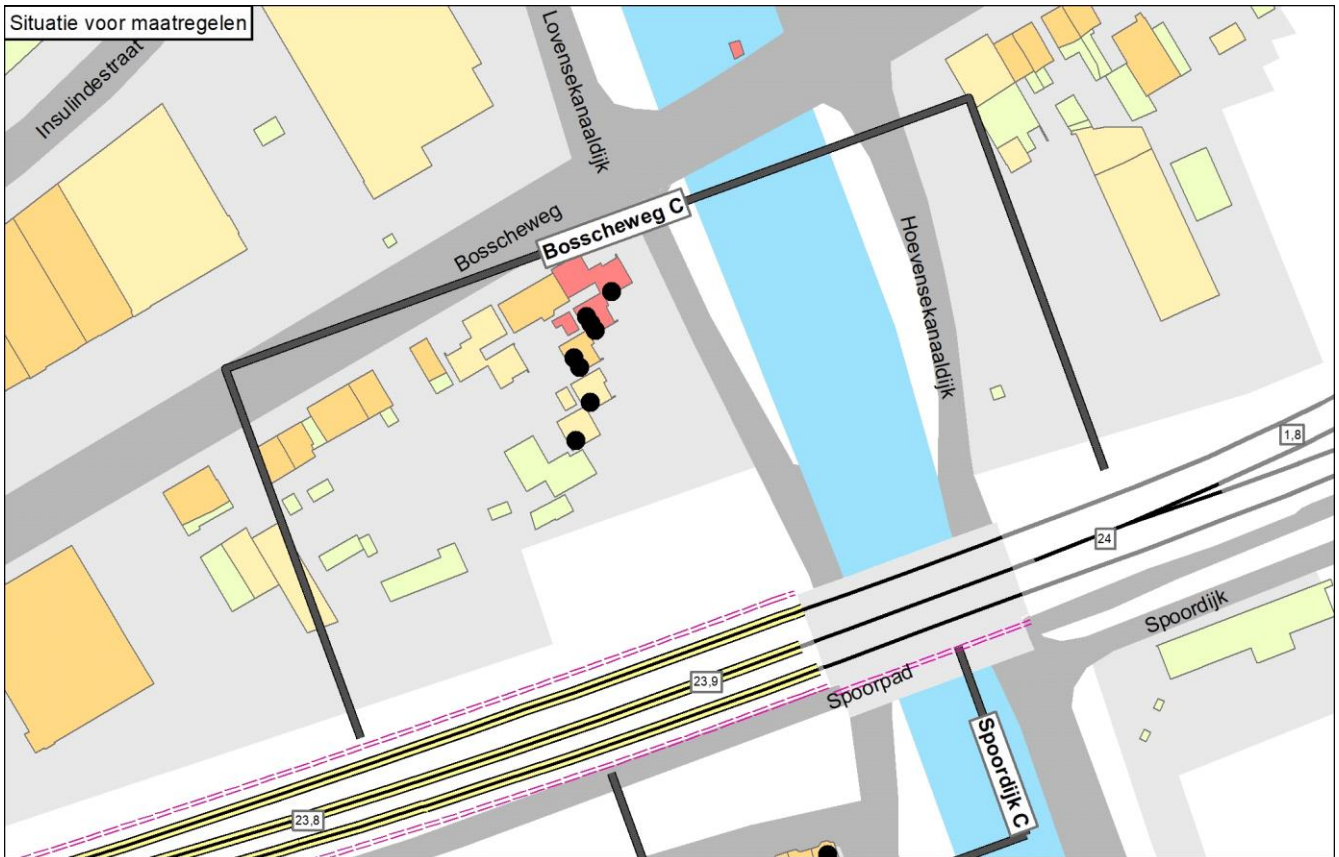 Situatie voor maatregelen
Insulindestraat
Lovensekanaaldijk
Bosscheweg
Bosscheweg C
Hoevensekanaaldijk
1,8
24
Spoordijk
23,9
Spoorpad
Spoordijk C
23,8